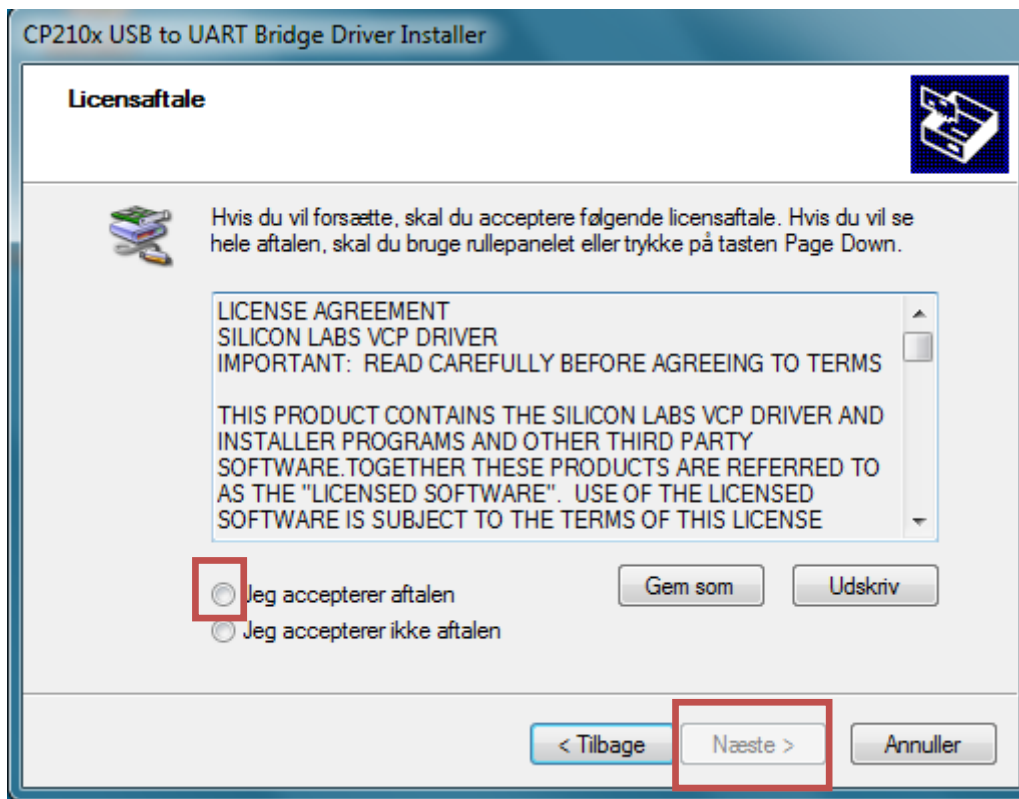 CP210x USB to UART Bridge Driver Installer
Licensaftale
Hvis du vil forsætte, skal du acceptere følgende licensaftale. Hvis du vil se
hele aftalen, skal du bruge rullepanelet eller trykke på tasten Page Down.
LICENSE AGREEMENT
SILICON LABS VCP DRIVER
IMPORTANT:  READ CAREFULLY BEFORE AGREEING TO TERMS
THIS PRODUCT CONTAINS THE SILICON LABS VCP DRIVER AND
INSTALLER PROGRAMS AND OTHER THIRD PARTY
SOFTWARE.TOGETHER THESE PRODUCTS ARE REFERRED TO
AS THE "LICENSED SOFTWARE".  USE OF THE LICENSED
SOFTWARE IS SUBJECT TO THE TERMS OF THIS LICENSE
Jeg accepterer aftalen
Gem som
Udskriv
Jeg accepterer ikke aftalen
< Tilbage
Næste >
Annuller